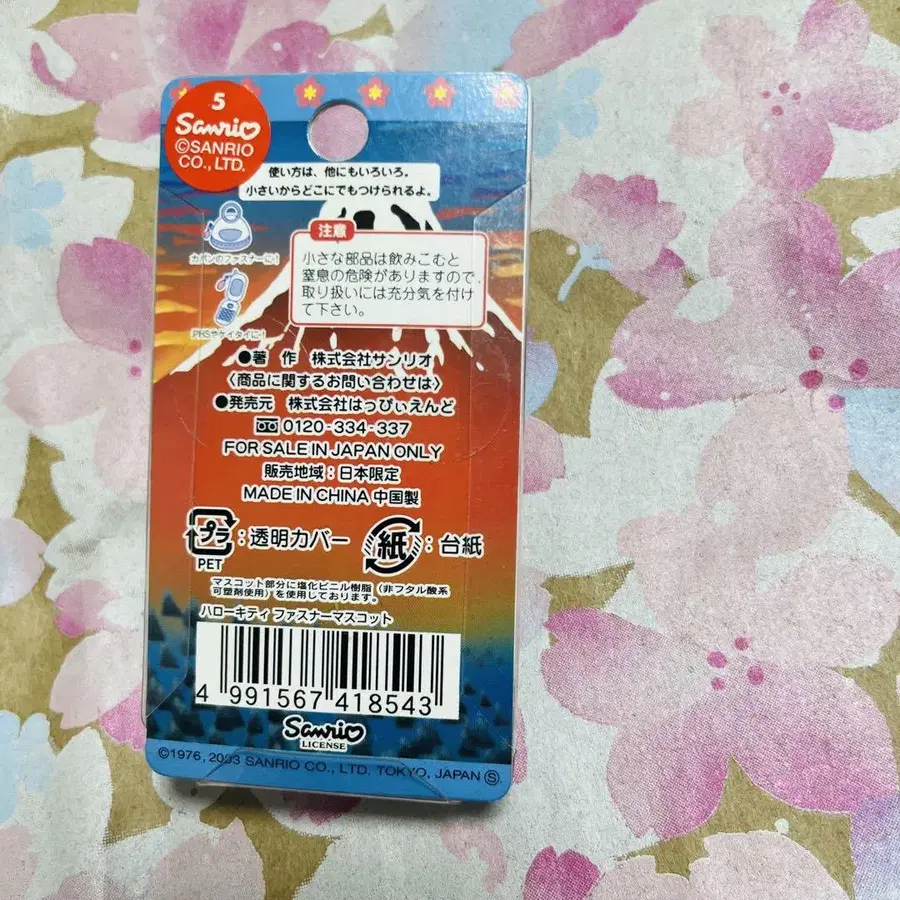 5
Sanrio
©SANRIO
CO., LTD.
使い方は、他にもいろいろ。
小さいからどこにでもつけられるよ。
カバンのファスナーに!
PHSやケイタイに!
注意
小さな部品は飲みこむと
窒息の危険がありますので、
取り扱いには充分気を付け
て下さい。
●著 作 株式会社サンリオ
〈商品に関するお問い合わせは〉
●発売元 株式会社はっぴぃえんど
0120-334-337
FOR SALE IN JAPAN ONLY
販売地域:日本限定
MADE IN CHINA 中国製
プラ:透明カバー
PET
紙:台紙
マスコット部分に塩化ビニル樹脂(非フタル酸系
可塑剤使用)を使用しております。
ハローキティ ファスナーマスコット
4 991567 418543
Sanrio
LICENSE
©1976, 2003 SANRIO CO., LTD. TOKYO, JAPAN Ⓢ